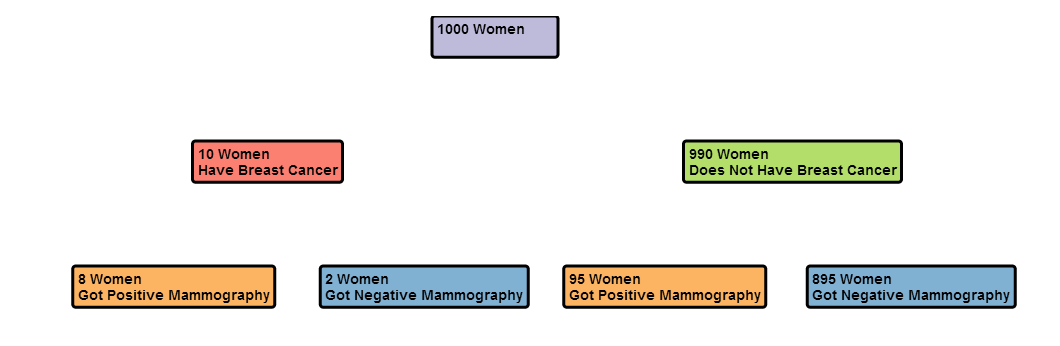 1000 Women
10 Women
Have Breast Cancer
990 Women
Does Not Have Breast Cancer
8 Women
Got Positive Mammography
2 Women
Got Negative Mammography
95 Women
Got Positive Mammography
895 Women
Got Negative Mammography